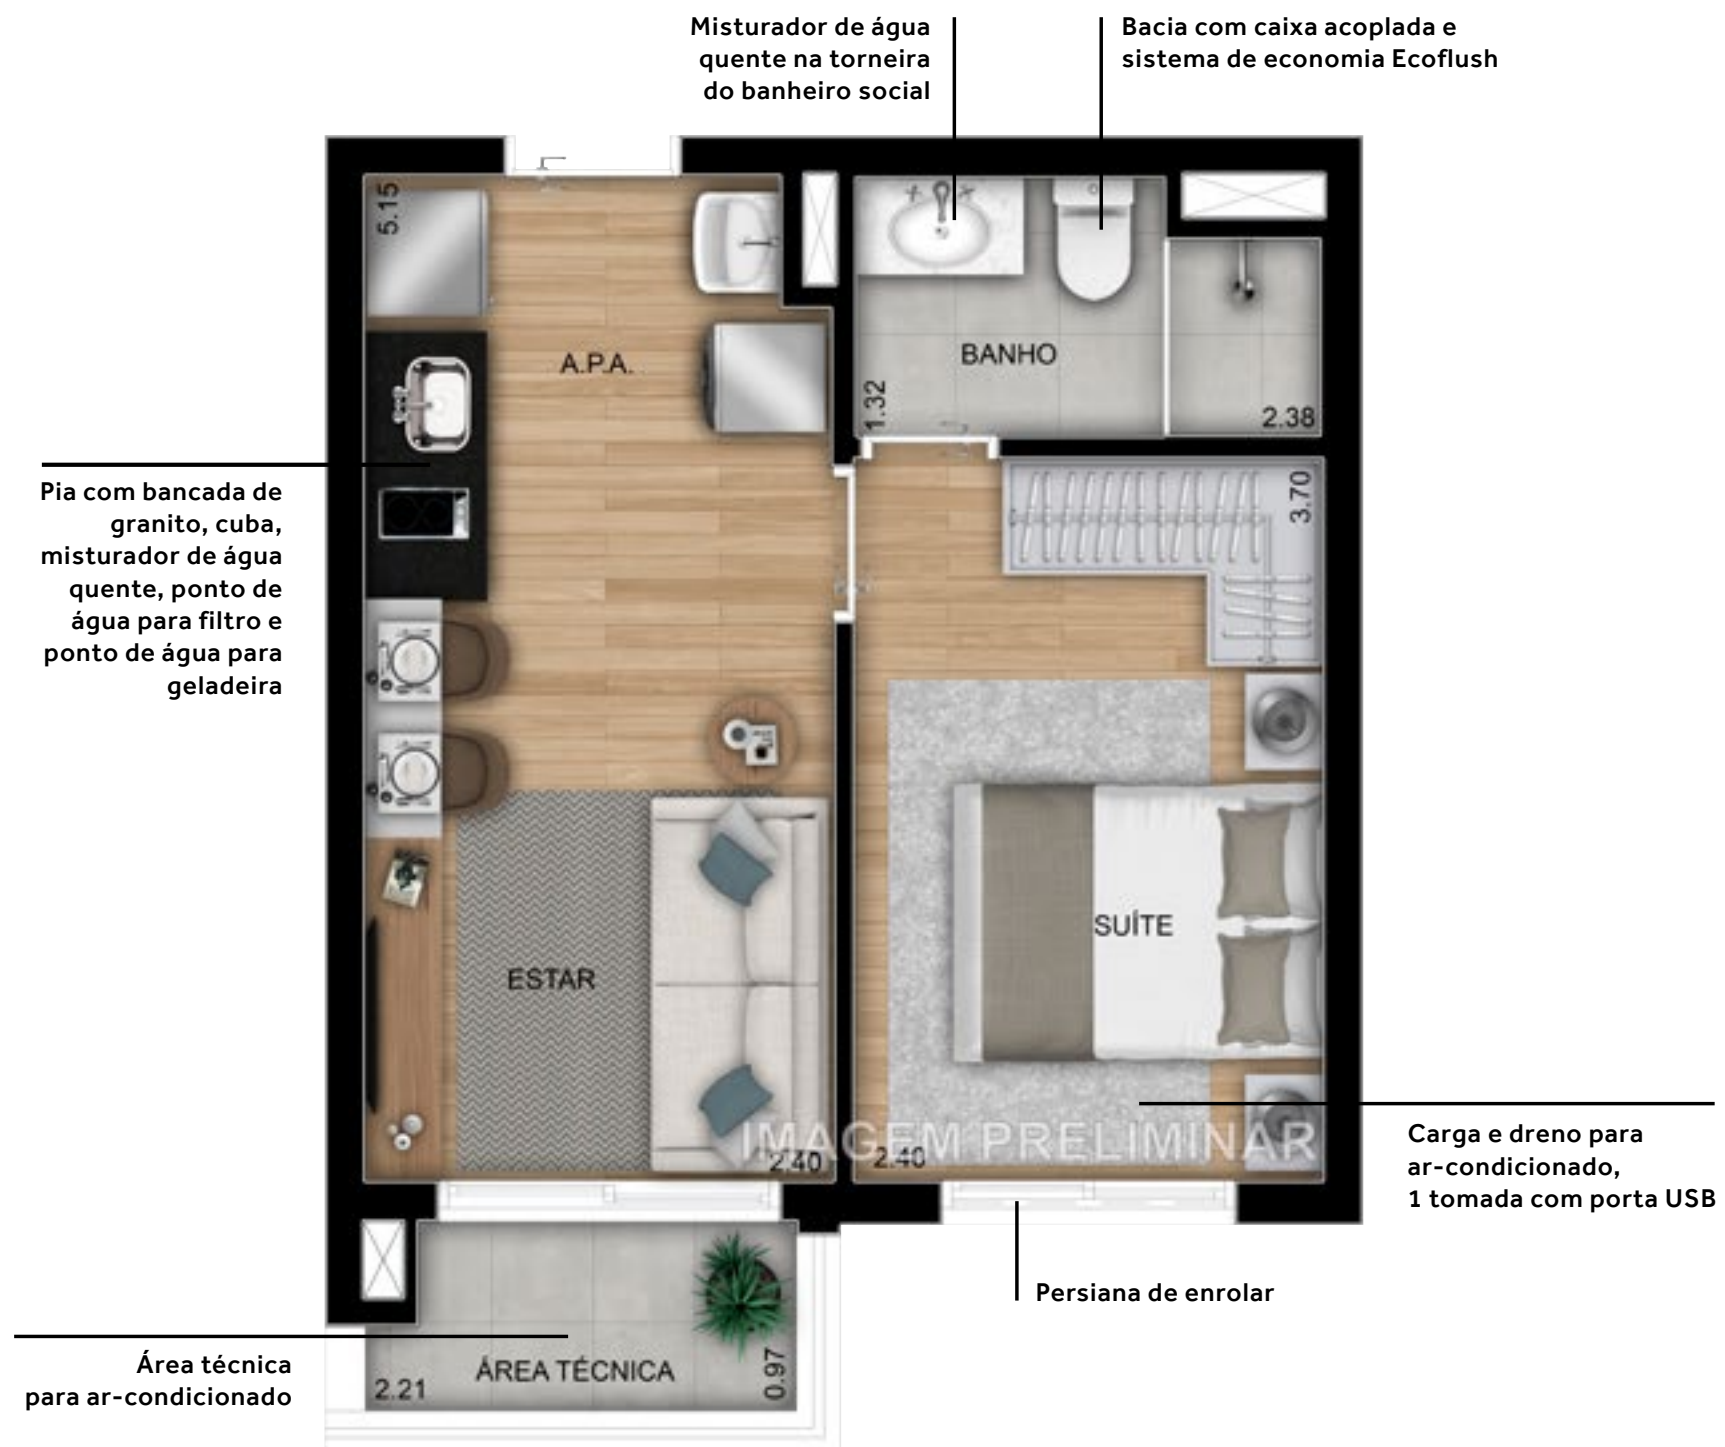 Misturador de água
quente na torneira
do banheiro social
Bacia com caixa acoplada e
sistema de economia Ecoflush
5.15
A.P.A.
BANHO
1.32
2.38
3.70
Pia com bancada de
granito, cuba,
misturador de água
quente, ponto de
água para filtro e
ponto de água para
geladeira
SUÍTE
ESTAR
IMAGEM PRELIMINAR
2.40
2.40
Carga e dreno para
ar-condicionado,
1 tomada com porta USB
Persiana de enrolar
Área técnica
para ar-condicionado
ÁREA TÉCNICA
2.21
0.97